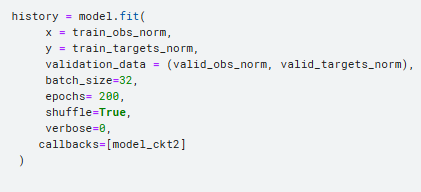 history = model.fit(
     x = train_obs_norm,
     y = train_targets_norm,
     validation_data = (valid_obs_norm, valid_targets_norm),
     batch_size=32,
     epochs= 200,
     shuffle=True,
     verbose=0,
    callbacks=[model_ckt2]
 )